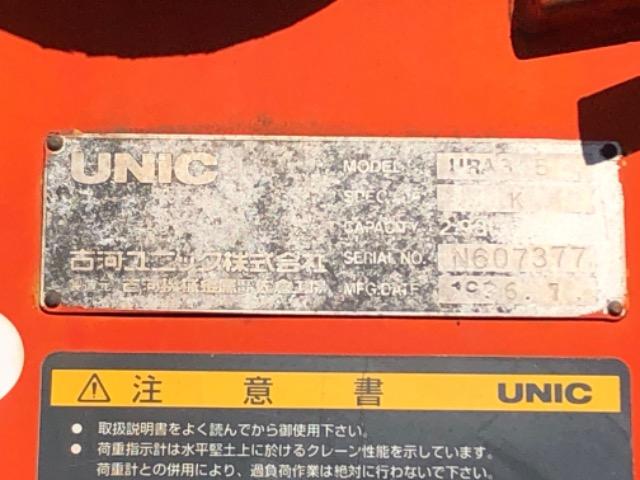 UNIC
MODEL
SPEC.
K
CAPACITY
古河ユニック株式会社
SERIAL NO. N607377
MFG.DATE
注意書 UNIC
● 取扱説明書をよく読んでから御使用下さい。
● 荷重指示計は水平堅土上に於けるクレーン性能を示しています。
荷重計との併用により、過負荷作業は絶対に行わないで下さい。